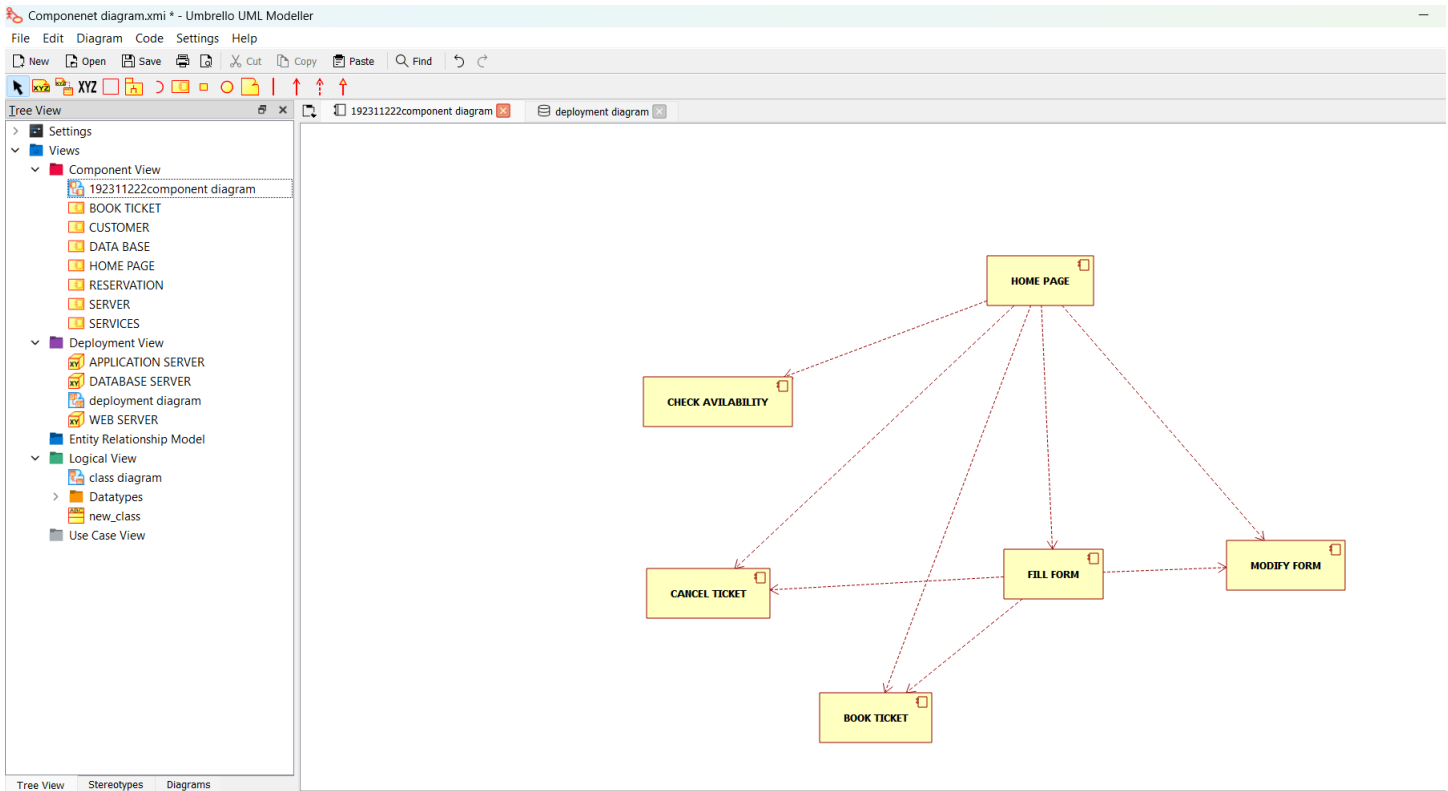 Componenet diagram.xmi * - Umbrello UML Modeller
File Edit Diagram Code Settings Help
New Open Save Cut Copy Paste Find
XYZ XYZ
Tree View
192311222component diagram
deployment diagram
Settings
Views
Component View
192311222component diagram
BOOK TICKET
CUSTOMER
DATA BASE
HOME PAGE
RESERVATION
SERVER
SERVICES
Deployment View
APPLICATION SERVER
DATABASE SERVER
deployment diagram
WEB SERVER
Entity Relationship Model
Logical View
class diagram
Datatypes
new_class
Use Case View
HOME PAGE
CHECK AVILABILITY
CANCEL TICKET
FILL FORM
MODIFY FORM
BOOK TICKET
Tree View Stereotypes Diagrams